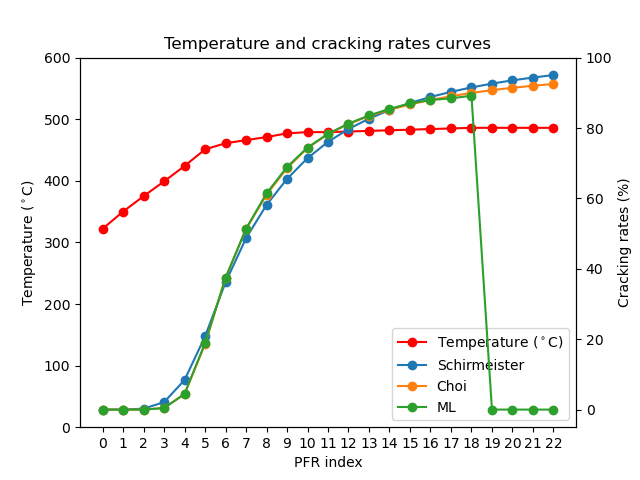 Temperature and cracking rates curves
600
500
400
300
200
100
0
Temperature (°C)
100
80
60
40
20
0
Cracking rates (%)
Temperature (°C)
Schirmeister
Choi
ML
0 1 2 3 4 5 6 7 8 9 10 11 12 13 14 15 16 17 18 19 20 21 22
PFR index